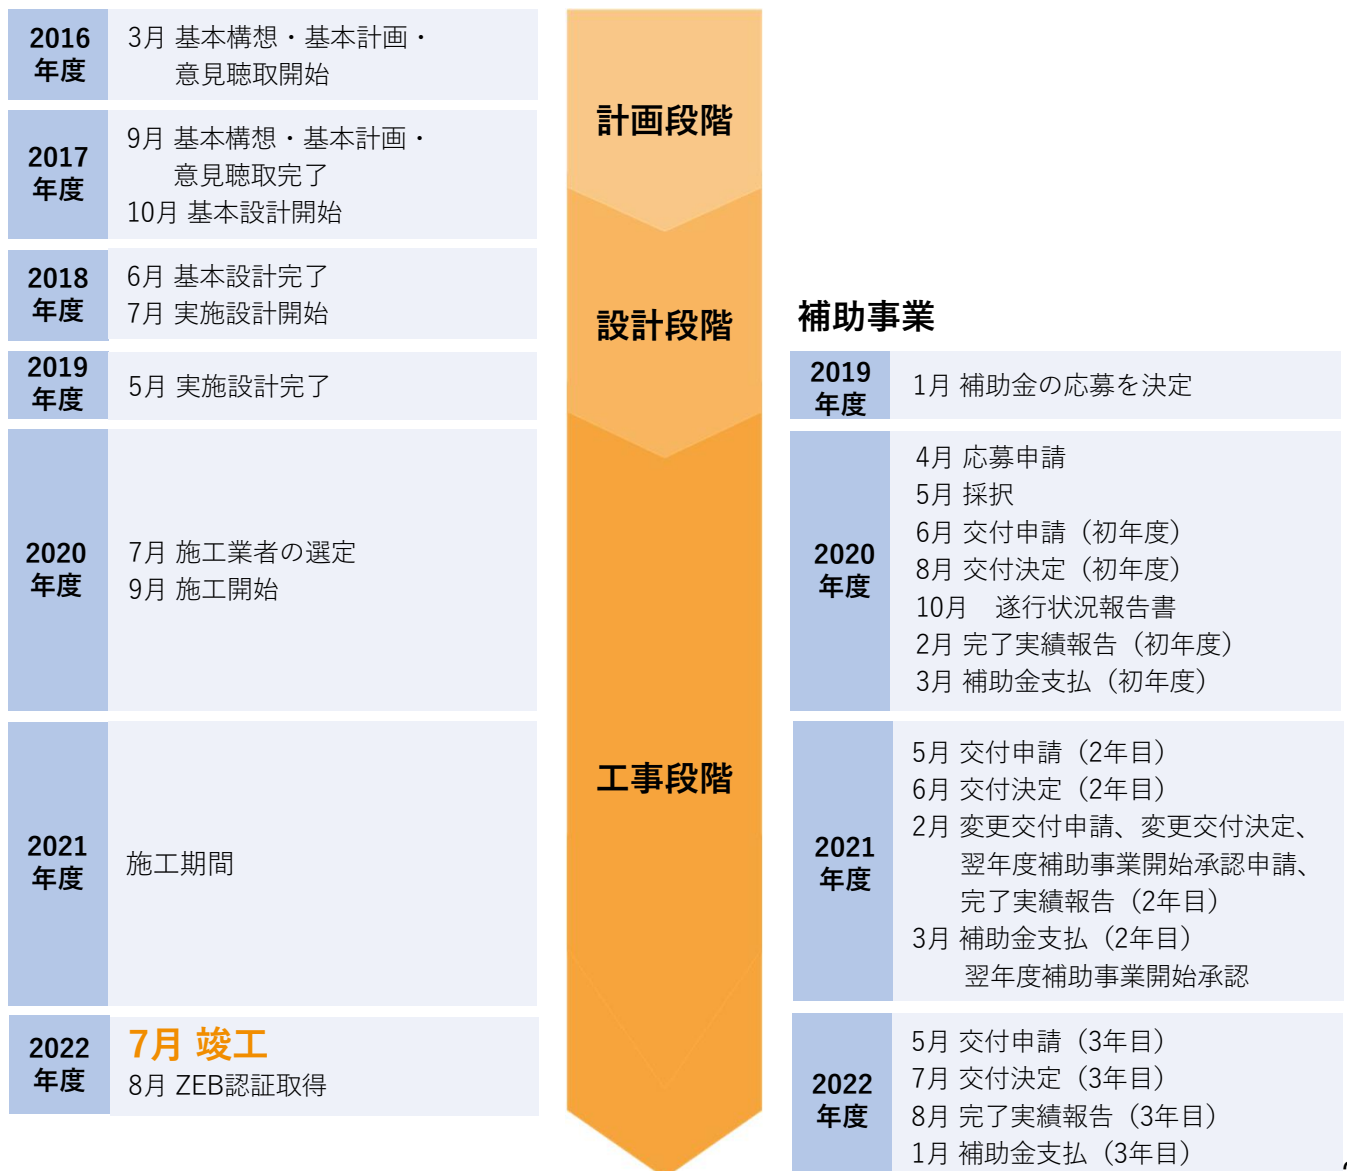 2016
年度
3月 基本構想・基本計画・
意見聴取開始
2017
年度
9月 基本構想・基本計画・
意見聴取完了
10月 基本設計開始
2018
年度
6月 基本設計完了
7月 実施設計開始
2019
年度
5月 実施設計完了
2020
年度
7月 施工業者の選定
9月 施工開始
2021
年度
施工期間
2022
年度
7月 竣工
8月 ZEB認証取得
計画段階
設計段階
工事段階
補助事業
2019
年度
1月 補助金の応募を決定
2020
年度
4月 応募申請
5月 採択
6月 交付申請（初年度）
8月 交付決定（初年度）
10月　遂行状況報告書
2月 完了実績報告（初年度）
3月 補助金支払（初年度）
2021
年度
5月 交付申請（2年目）
6月 交付決定（2年目）
2月 変更交付申請、変更交付決定、
翌年度補助事業開始承認申請、
完了実績報告（2年目）
3月 補助金支払（2年目）
翌年度補助事業開始承認
2022
年度
5月 交付申請（3年目）
7月 交付決定（3年目）
8月 完了実績報告（3年目）
1月 補助金支払（3年目）